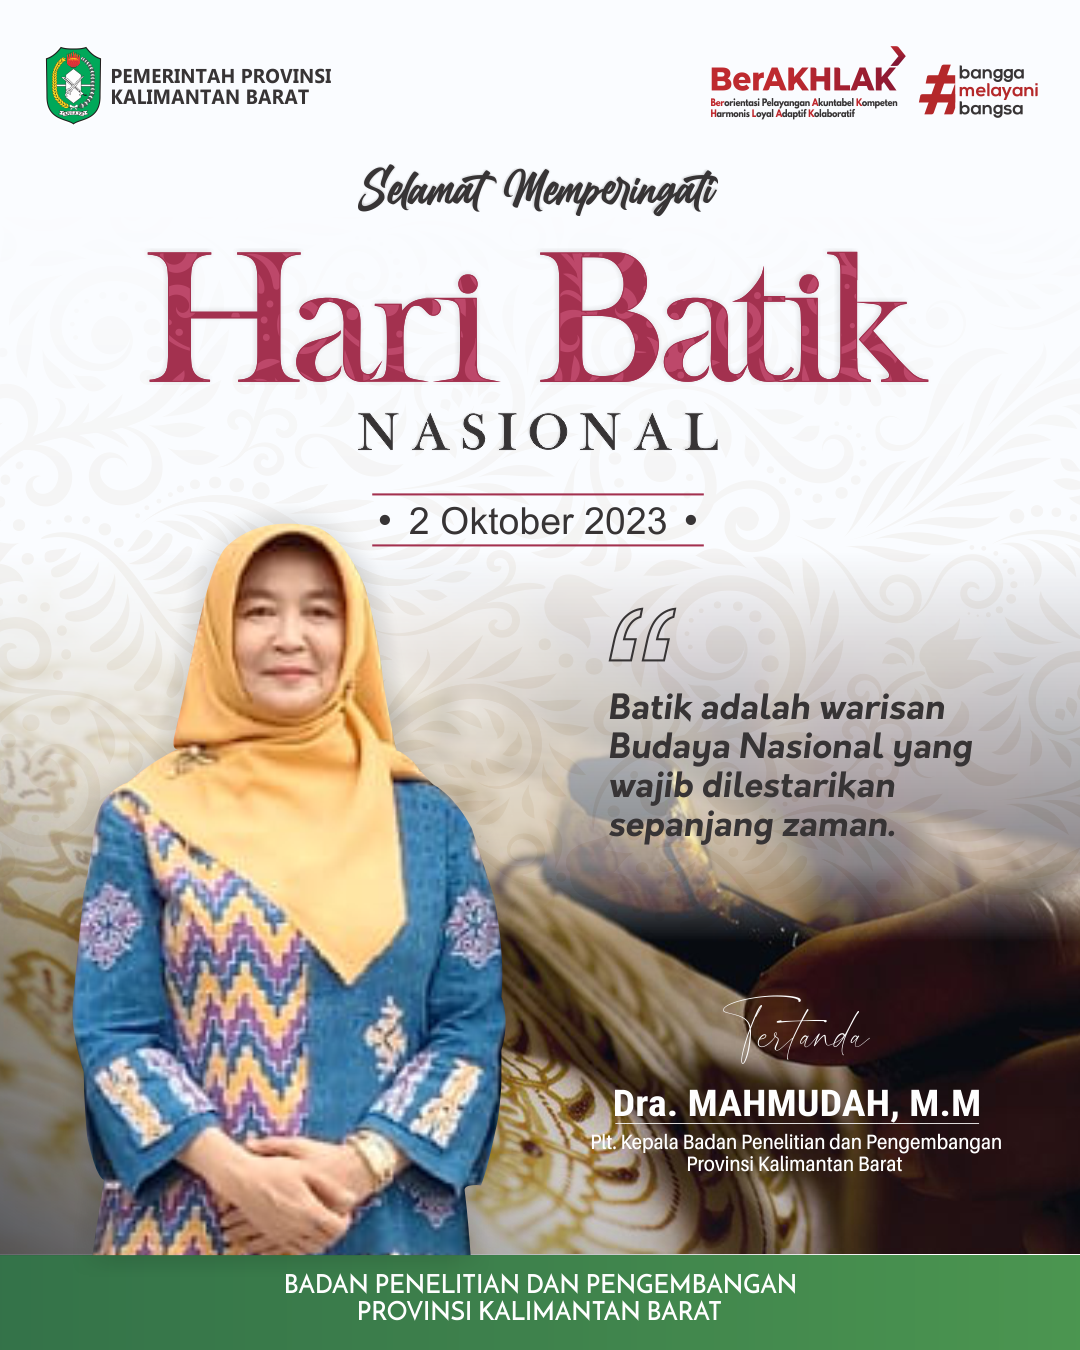 PEMERINTAH PROVINSI
KALIMANTAN BARAT
BerAKHLAK
Berorientasi Pelayanan Akuntabel Kompeten
Harmonis Loyal Adaptif Kolaboratif
#
bangga
melayani
bangsa
Selamat Memperingati
Hari Batik
NASIONAL
• 2 Oktober 2023 •
“
Batik adalah warisan
Budaya Nasional yang
wajib dilestarikan
sepanjang zaman.
Tertanda
Dra. MAHMUDAH, M.M
Plt. Kepala Badan Penelitian dan Pengembangan
Provinsi Kalimantan Barat
BADAN PENELITIAN DAN PENGEMBANGAN
PROVINSI KALIMANTAN BARAT